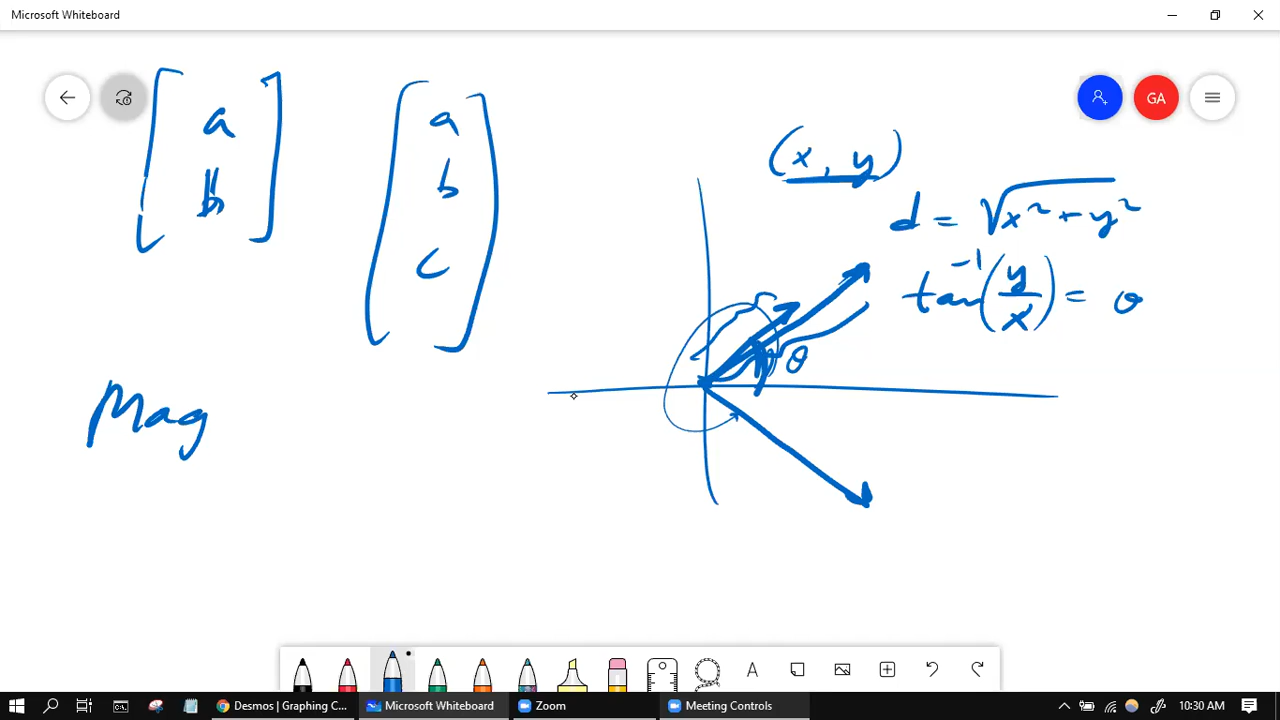 Microsoft Whiteboard
a
b
a
b
c
GA
(x, y)
d = √x² + y²
tan⁻¹(y/x) = θ
θ
Mag
A
Desmos | Graphing C...
Microsoft Whiteboard
Zoom
Meeting Controls
10:30 AM